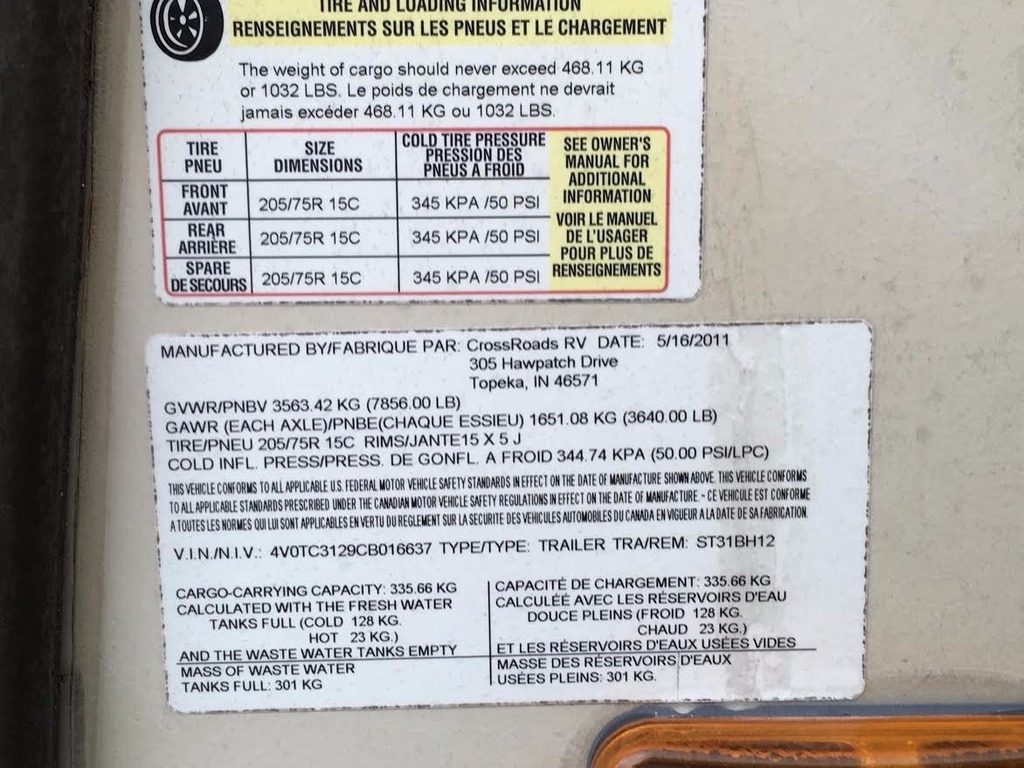 TIRE AND LOADING INFORMATION
RENSEIGNEMENTS SUR LES PNEUS ET LE CHARGEMENT
The weight of cargo should never exceed 468.11 KG
or 1032 LBS. Le poids de chargement ne devrait
jamais excéder 468.11 KG ou 1032 LBS.
TIRE PNEU
SIZE DIMENSIONS
COLD TIRE PRESSURE PRESSION DES PNEUS A FROID
FRONT AVANT 205/75R 15C 345 KPA /50 PSI
REAR ARRIÈRE 205/75R 15C 345 KPA /50 PSI
SPARE DE SECOURS 205/75R 15C 345 KPA /50 PSI
SEE OWNER'S
MANUAL FOR
ADDITIONAL
INFORMATION
VOIR LE MANUEL
DE L'USAGER
POUR PLUS DE
RENSEIGNEMENTS
MANUFACTURED BY/FABRIQUE PAR: CrossRoads RV DATE: 5/16/2011
305 Hawpatch Drive
Topeka, IN 46571
GVWR/PNBV 3563.42 KG (7856.00 LB)
GAWR (EACH AXLE)/PNBE(CHAQUE ESSIEU) 1651.08 KG (3640.00 LB)
TIRE/PNEU 205/75R 15C RIMS/JANTE15 X 5 J
COLD INFL. PRESS/PRESS. DE GONFL. A FROID 344.74 KPA (50.00 PSI/LPC)
THIS VEHICLE CONFORMS TO ALL APPLICABLE U.S. FEDERAL MOTOR VEHICLE SAFETY STANDARDS IN EFFECT ON THE DATE OF MANUFACTURE SHOWN ABOVE. THIS VEHICLE CONFORMS
TO ALL APPLICABLE STANDARDS PRESCRIBED UNDER THE CANADIAN MOTOR VEHICLE SAFETY REGULATIONS IN EFFECT ON THE DATE OF MANUFACTURE - CE VEHICULE EST CONFORME
A TOUTES LES NORMES QUI LUI SONT APPLICABLES EN VERTU DU REGLEMENT SUR LA SECURITE DES VEHICULES AUTOMOBILES DU CANADA EN VIGUEUR A LA DATE DE SA FABRICATION.
V.I.N./N.I.V.: 4V0TC3129CB016637 TYPE/TYPE: TRAILER TRA/REM: ST31BH12
CARGO-CARRYING CAPACITY: 335.66 KG
CALCULATED WITH THE FRESH WATER
TANKS FULL (COLD 128 KG.
HOT 23 KG.)
AND THE WASTE WATER TANKS EMPTY
MASS OF WASTE WATER
TANKS FULL: 301 KG
CAPACITÉ DE CHARGEMENT: 335.66 KG
CALCULÉE AVEC LES RÉSERVOIRS D'EAU
DOUCE PLEINS (FROID 128 KG.
CHAUD 23 KG.)
ET LES RÉSERVOIRS D'EAUX USÉES VIDES
MASSE DES RÉSERVOIRS D'EAUX
USÉES PLEINS: 301 KG.